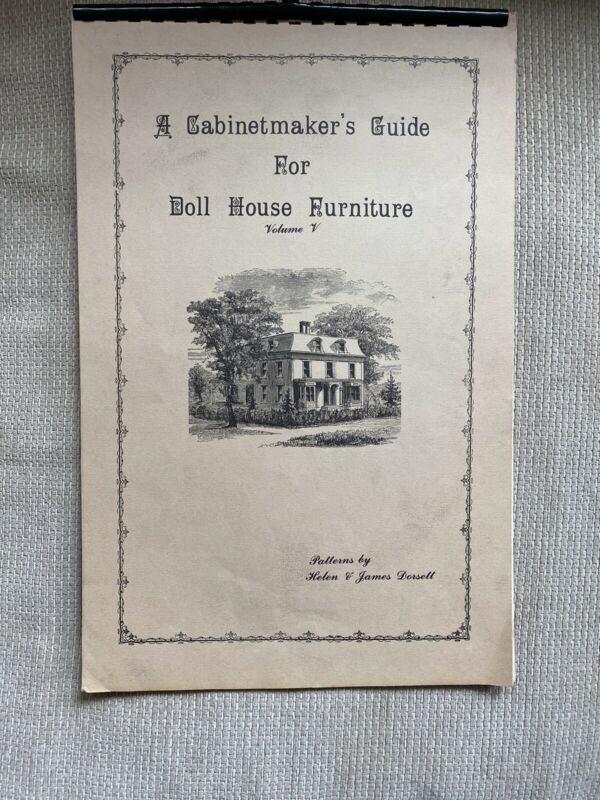 A Cabinetmaker's Guide
For
Doll House Furniture
Volume V
Patterns by
Helen & James Dorsett